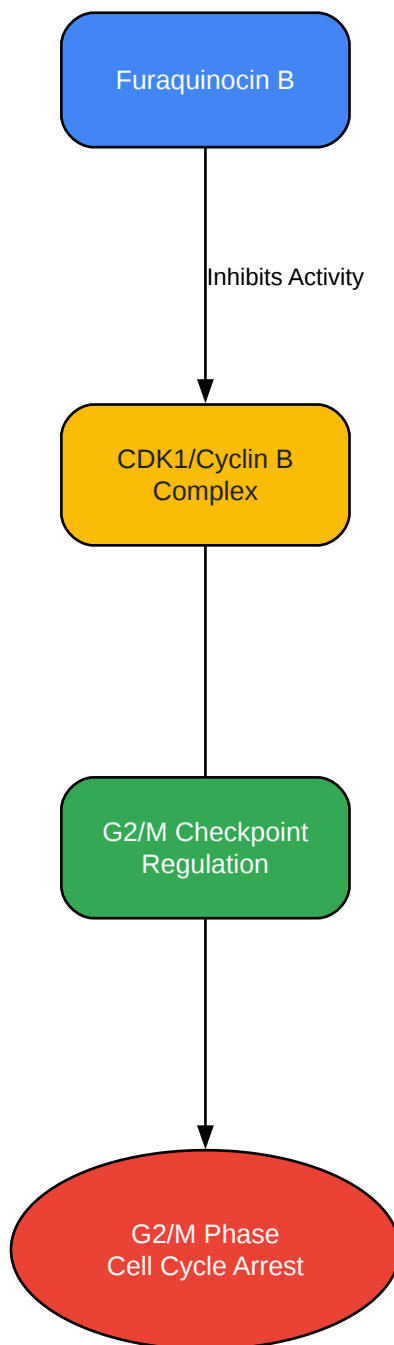 Furaquinocin B
Inhibits Activity
CDK1/Cyclin B
Complex
G2/M Checkpoint
Regulation
G2/M Phase
Cell Cycle Arrest